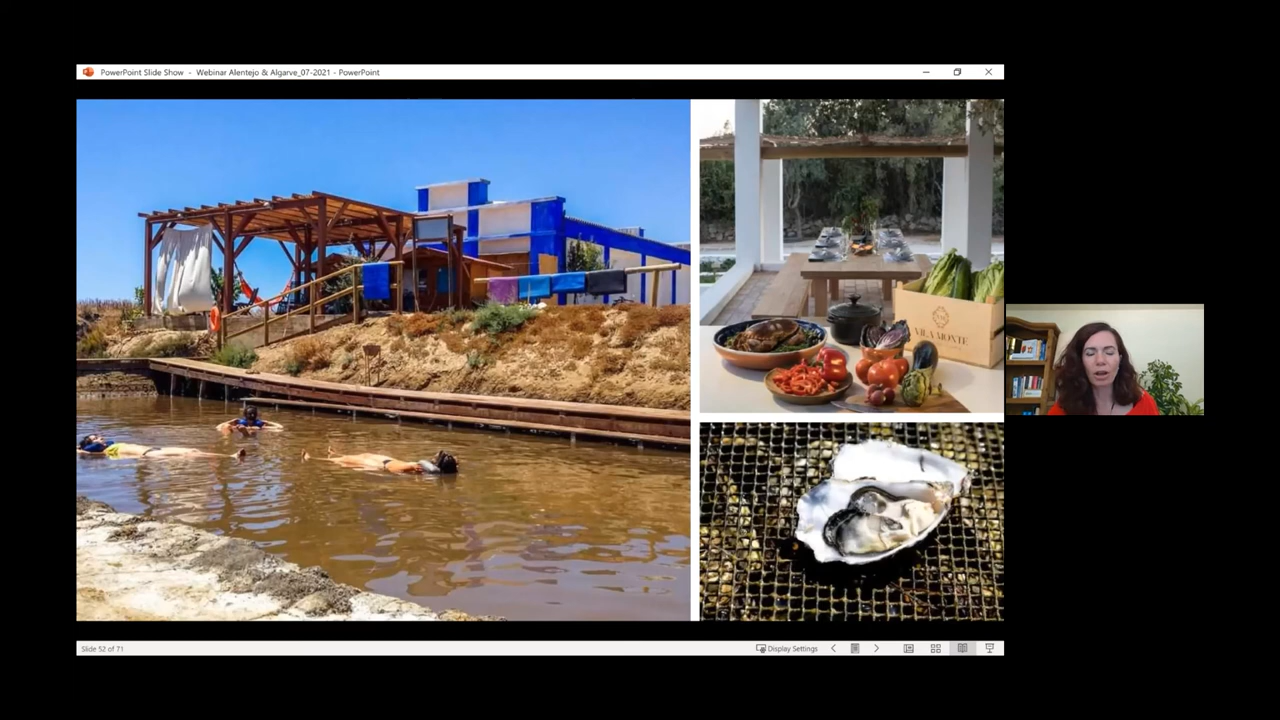 PowerPoint Slide Show - Webinar Alentejo & Algarve_07-2021 - PowerPoint
VILA MONTE
Slide 52 of 71
Display Settings